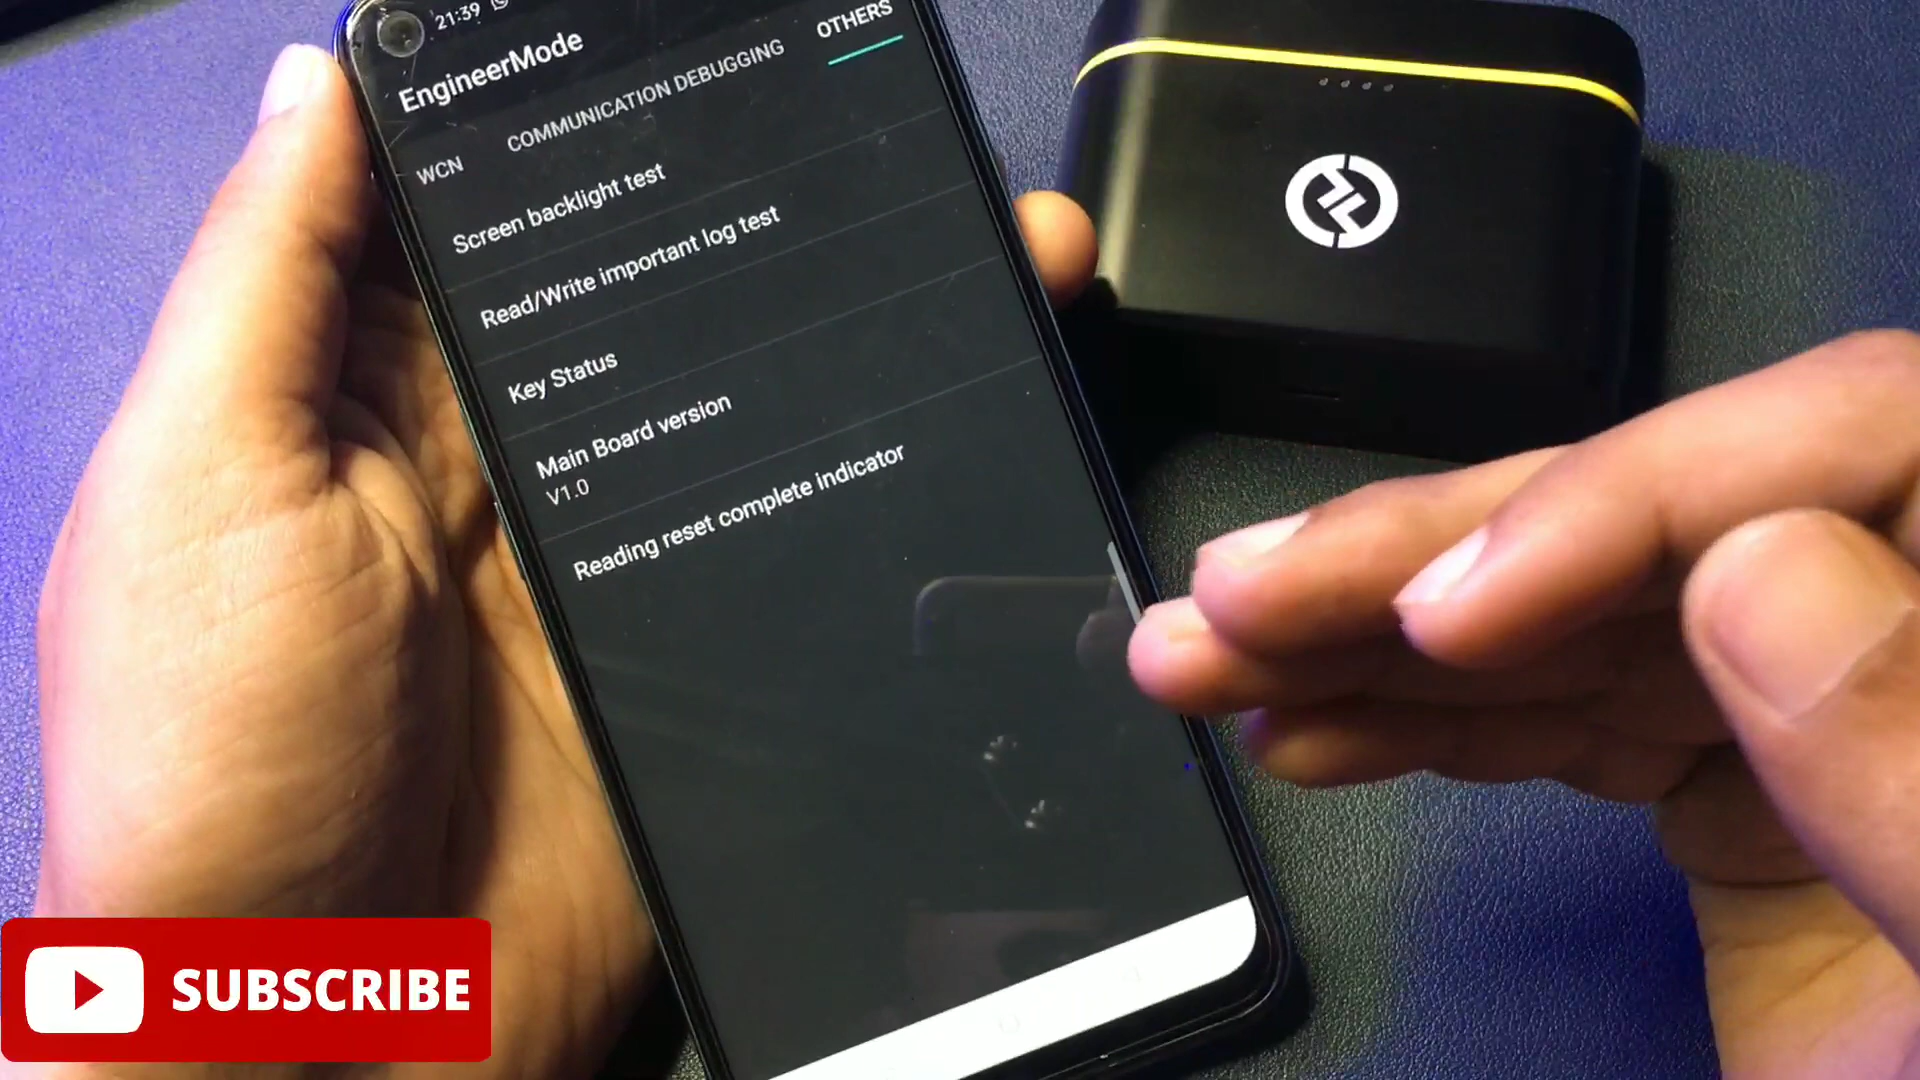 21:39
EngineerMode
WCN
COMMUNICATION DEBUGGING
OTHERS
Screen backlight test
Read/Write important log test
Key Status
Main Board version
V1.0
Reading reset complete indicator
SUBSCRIBE